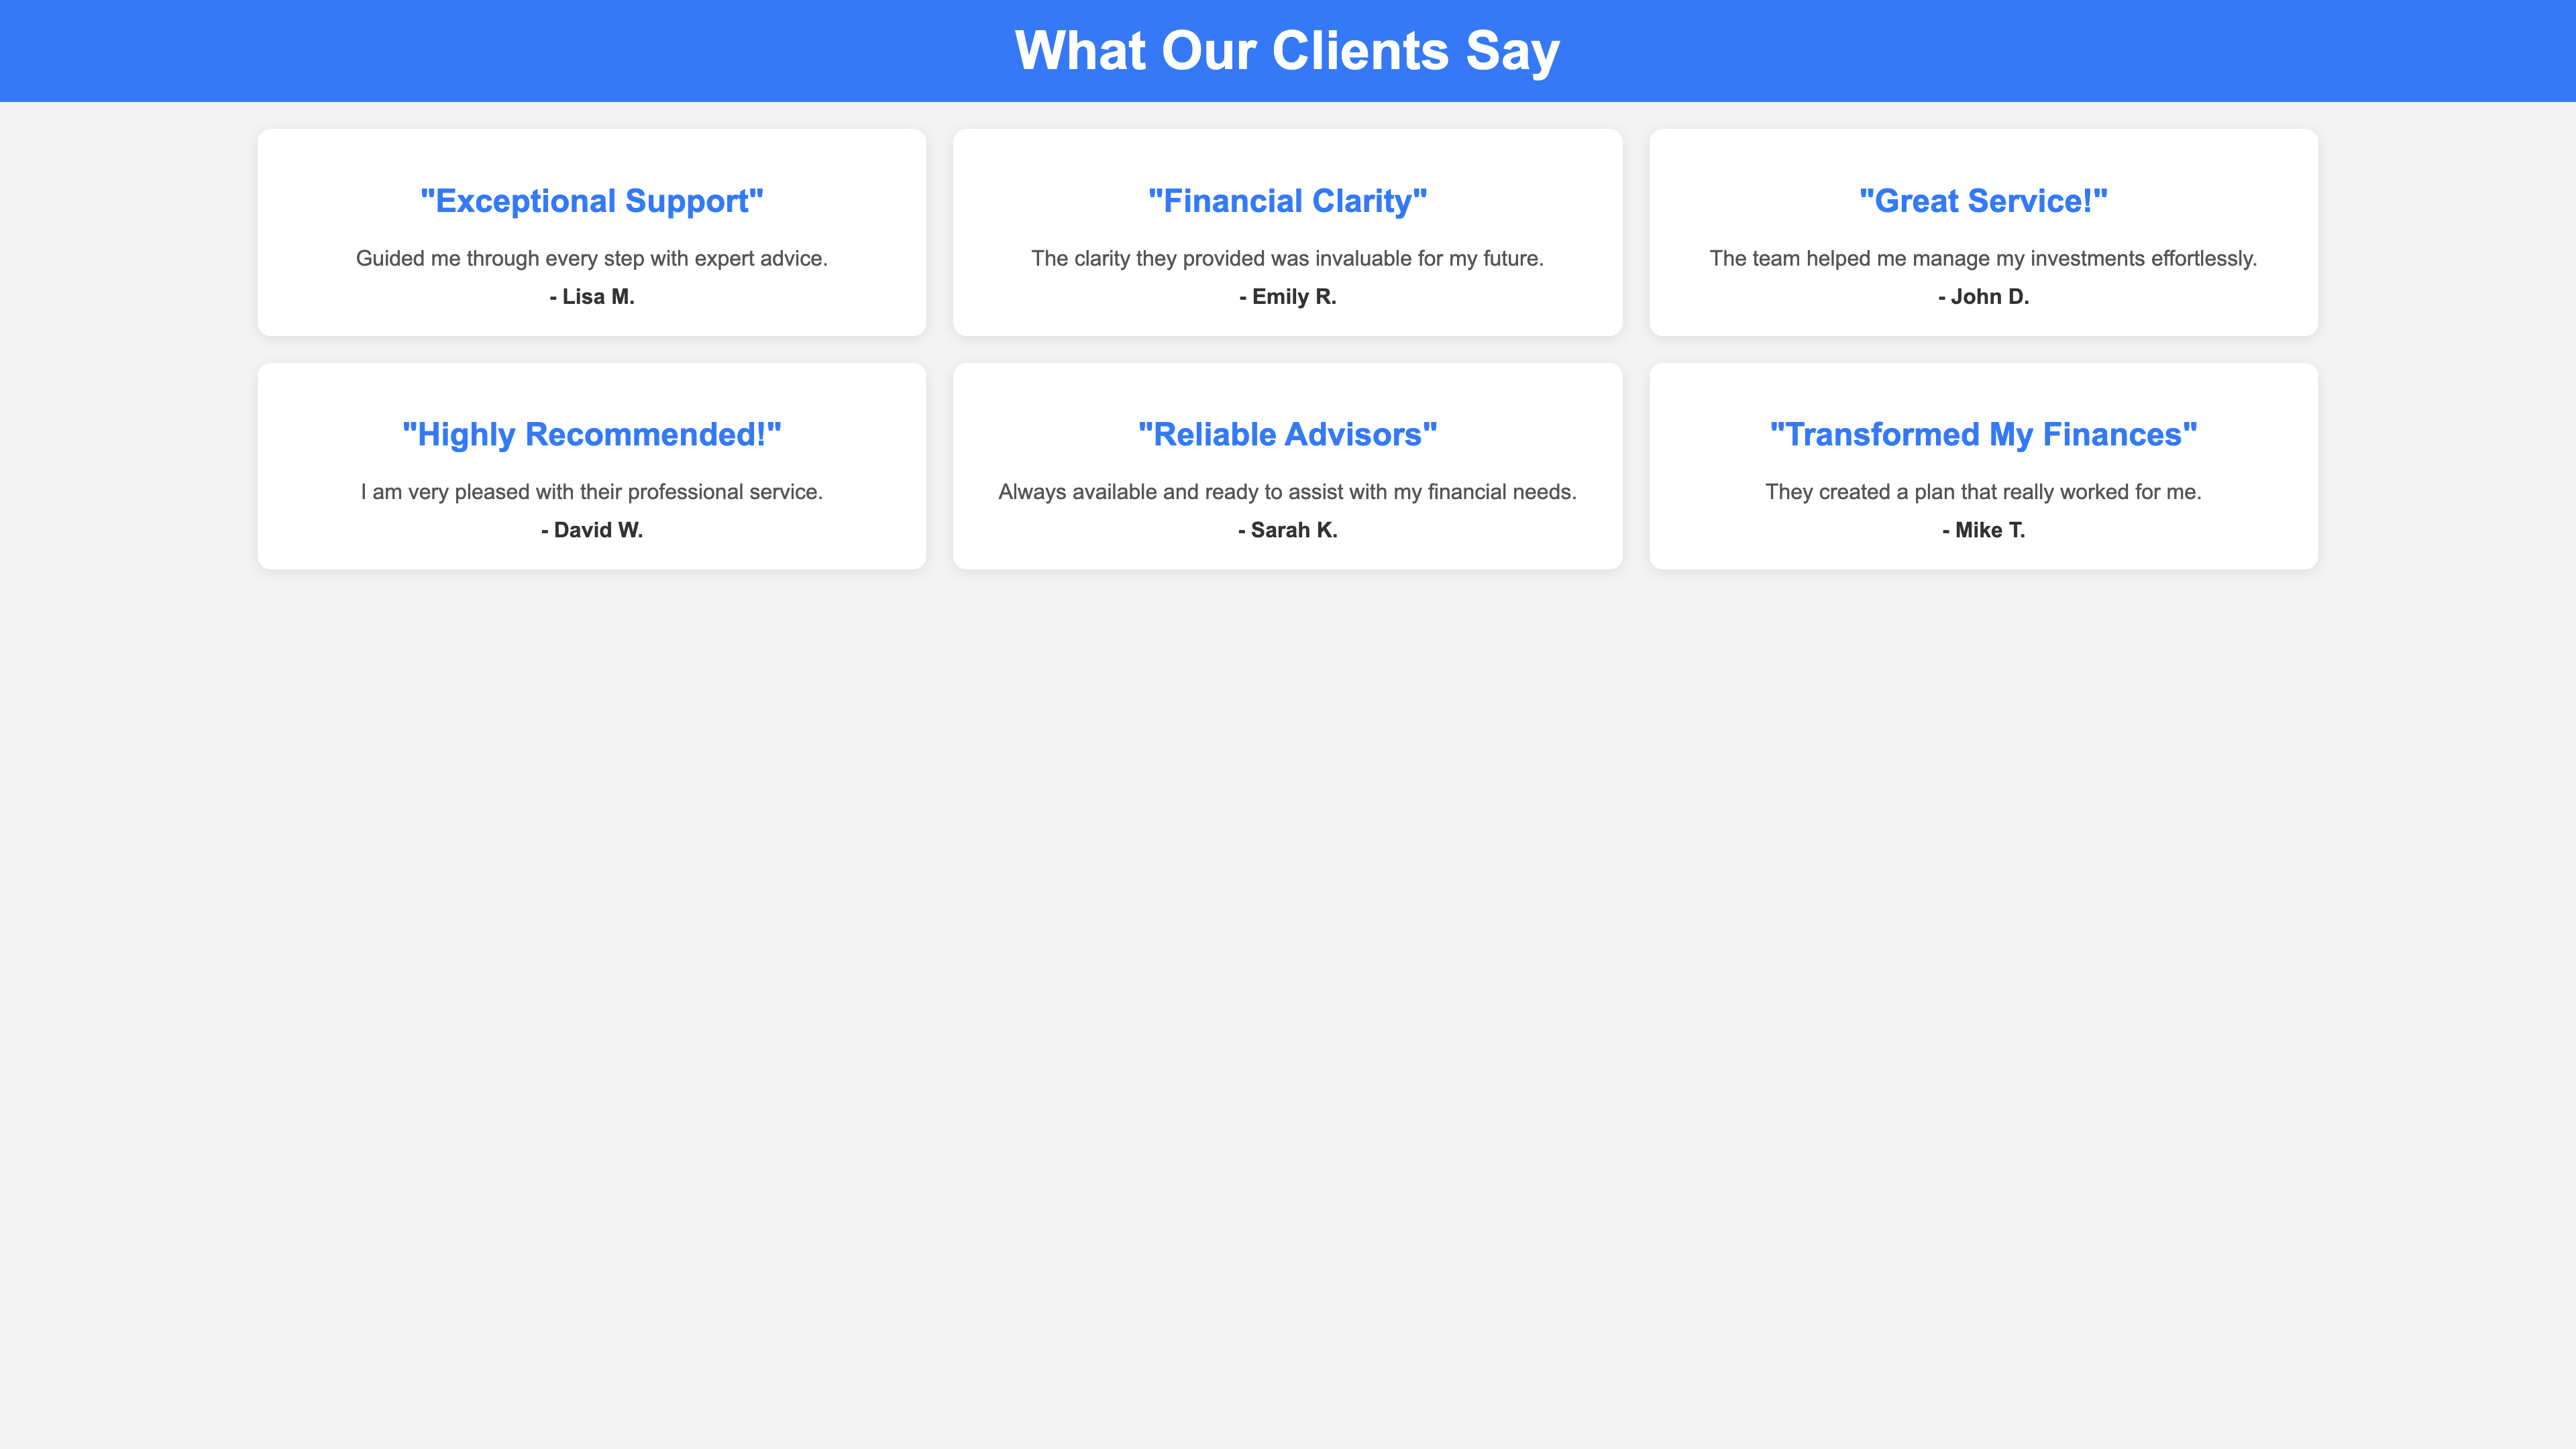 What Our Clients Say
"Exceptional Support"
Guided me through every step with expert advice.
- Lisa M.
"Financial Clarity"
The clarity they provided was invaluable for my future.
- Emily R.
"Great Service!"
The team helped me manage my investments effortlessly.
- John D.
"Highly Recommended!"
I am very pleased with their professional service.
- David W.
"Reliable Advisors"
Always available and ready to assist with my financial needs.
- Sarah K.
"Transformed My Finances"
They created a plan that really worked for me.
- Mike T.